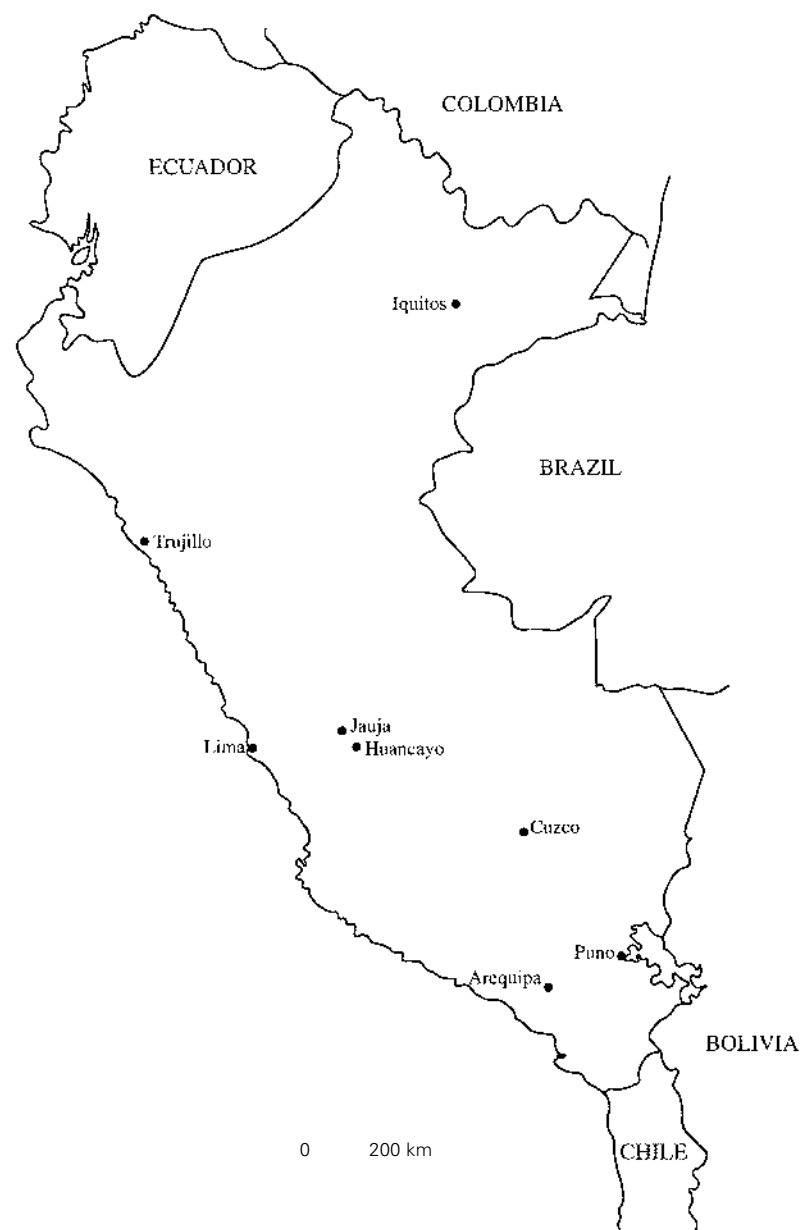 COLOMBIA
ECUADOR
Iquitos
BRAZIL
Trujillo
Jauja
Lima
Huancayo
Cuzco
Puno
Arequipa
BOLIVIA
0 200 km
CHILE